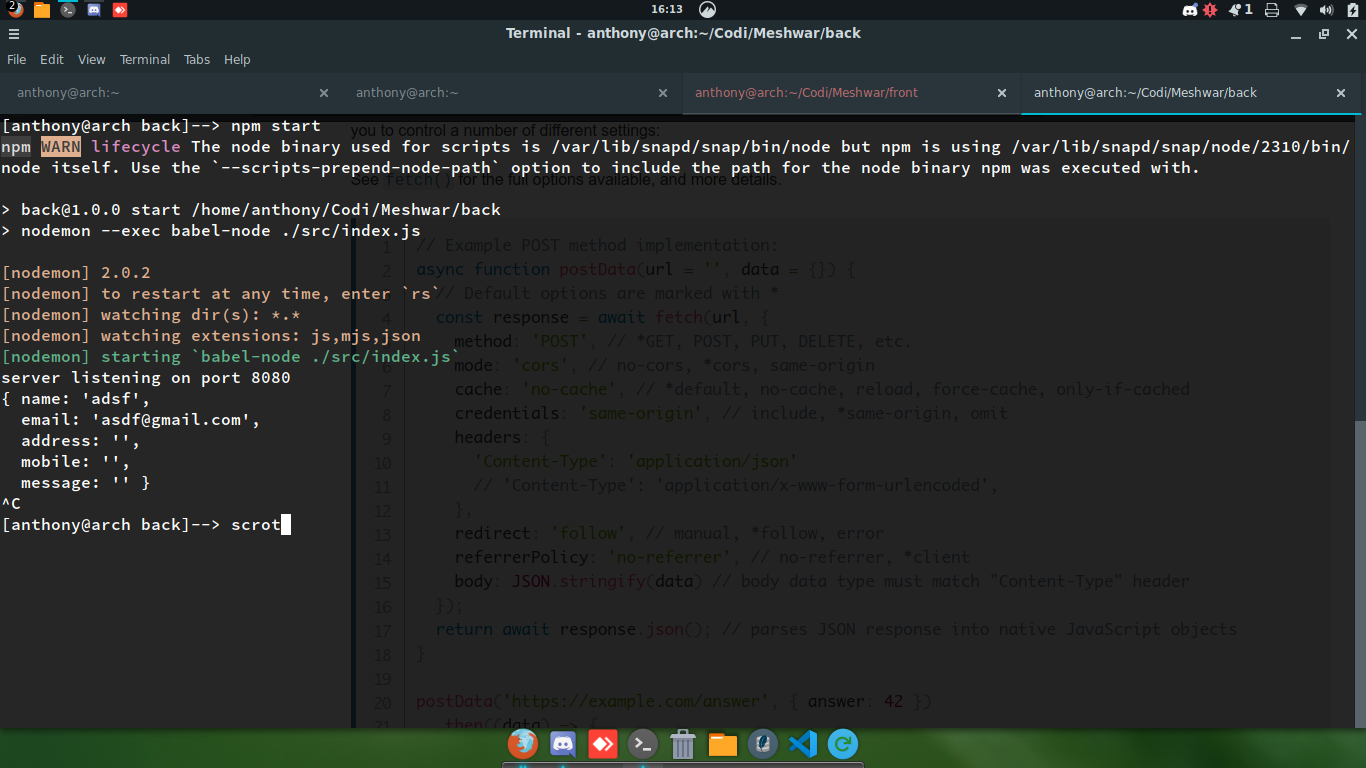 2
16:13
1
Terminal - anthony@arch:~/Codi/Meshwar/back
File Edit View Terminal Tabs Help
anthony@arch:~ anthony@arch:~ anthony@arch:~/Codi/Meshwar/front anthony@arch:~/Codi/Meshwar/back
[anthony@arch back]--> npm start
npm WARN lifecycle The node binary used for scripts is /var/lib/snapd/snap/bin/node but npm is using /var/lib/snapd/snap/node/2310/bin/
node itself. Use the `--scripts-prepend-node-path` option to include the path for the node binary npm was executed with.
> back@1.0.0 start /home/anthony/Codi/Meshwar/back
> nodemon --exec babel-node ./src/index.js
[nodemon] 2.0.2
[nodemon] to restart at any time, enter `rs`
[nodemon] watching dir(s): *.*
[nodemon] watching extensions: js,mjs,json
[nodemon] starting `babel-node ./src/index.js`
server listening on port 8080
{ name: 'adsf',
email: 'asdf@gmail.com',
address: '',
mobile: '',
message: '' }
^C
[anthony@arch back]--> scrot
you to control a number of different settings:
See fetch() for the full options available, and more details.
1 // Example POST method implementation:
2 async function postData(url = '', data = {}) {
// Default options are marked with *
4 const response = await fetch(url, {
method: 'POST', // *GET, POST, PUT, DELETE, etc.
6 mode: 'cors', // no-cors, *cors, same-origin
7 cache: 'no-cache', // *default, no-cache, reload, force-cache, only-if-cached
8 credentials: 'same-origin', // include, *same-origin, omit
9 headers: {
10 'Content-Type': 'application/json'
11 // 'Content-Type': 'application/x-www-form-urlencoded',
12 },
13 redirect: 'follow', // manual, *follow, error
14 referrerPolicy: 'no-referrer', // no-referrer, *client
15 body: JSON.stringify(data) // body data type must match "Content-Type" header
16 });
17 return await response.json(); // parses JSON response into native JavaScript objects
18 }
19
20 postData('https://example.com/answer', { answer: 42 })
21 .then((data) => {